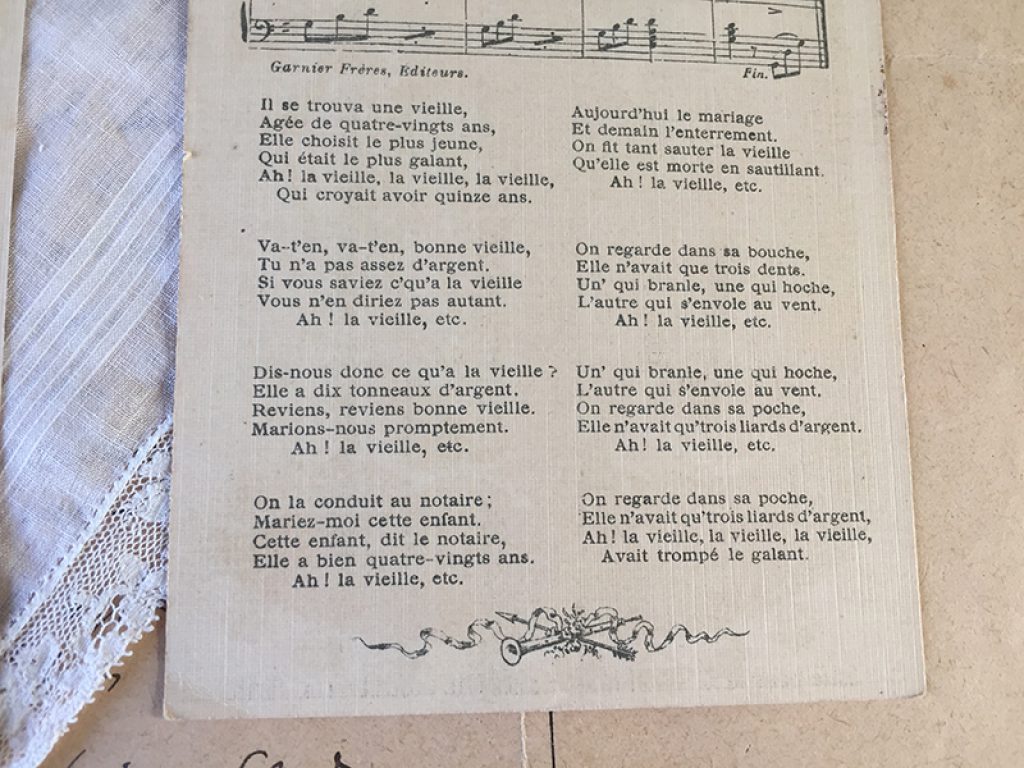 Garnier Frères, Editeurs.
Fin.
Il se trouva une vieille,
Agée de quatre-vingts ans,
Elle choisit le plus jeune,
Qui était le plus galant,
Ah! la vieille, la vieille, la vieille,
Qui croyait avoir quinze ans.
Va-t'en, va-t'en, bonne vieille,
Tu n'a pas assez d'argent.
Si vous saviez c'qu'a la vieille
Vous n'en diriez pas autant.
Ah! la vieille, etc.
Dis-nous donc ce qu'a la vieille?
Elle a dix tonneaux d'argent.
Reviens, reviens bonne vieille.
Marions-nous promptement.
Ah! la vieille, etc.
On la conduit au notaire;
Mariez-moi cette enfant.
Cette enfant, dit le notaire,
Elle a bien quatre-vingts ans.
Ah! la vieille, etc.
Aujourd'hui le mariage
Et demain l'enterrement.
On fit tant sauter la vieille
Qu'elle est morte en sautillant.
Ah! la vieille, etc.
On regarde dans sa bouche,
Elle n'avait que trois dents.
Un' qui branle, une qui hoche,
L'autre qui s'envole au vent.
Ah! la vieille, etc.
Un' qui branle, une qui hoche,
L'autre qui s'envole au vent.
On regarde dans sa poche,
Elle n'avait qu'trois liards d'argent.
Ah! la vieille, etc.
On regarde dans sa poche,
Elle n'avait qu'trois liards d'argent,
Ah! la vieille, la vieille, la vieille,
Avait trompé le galant.